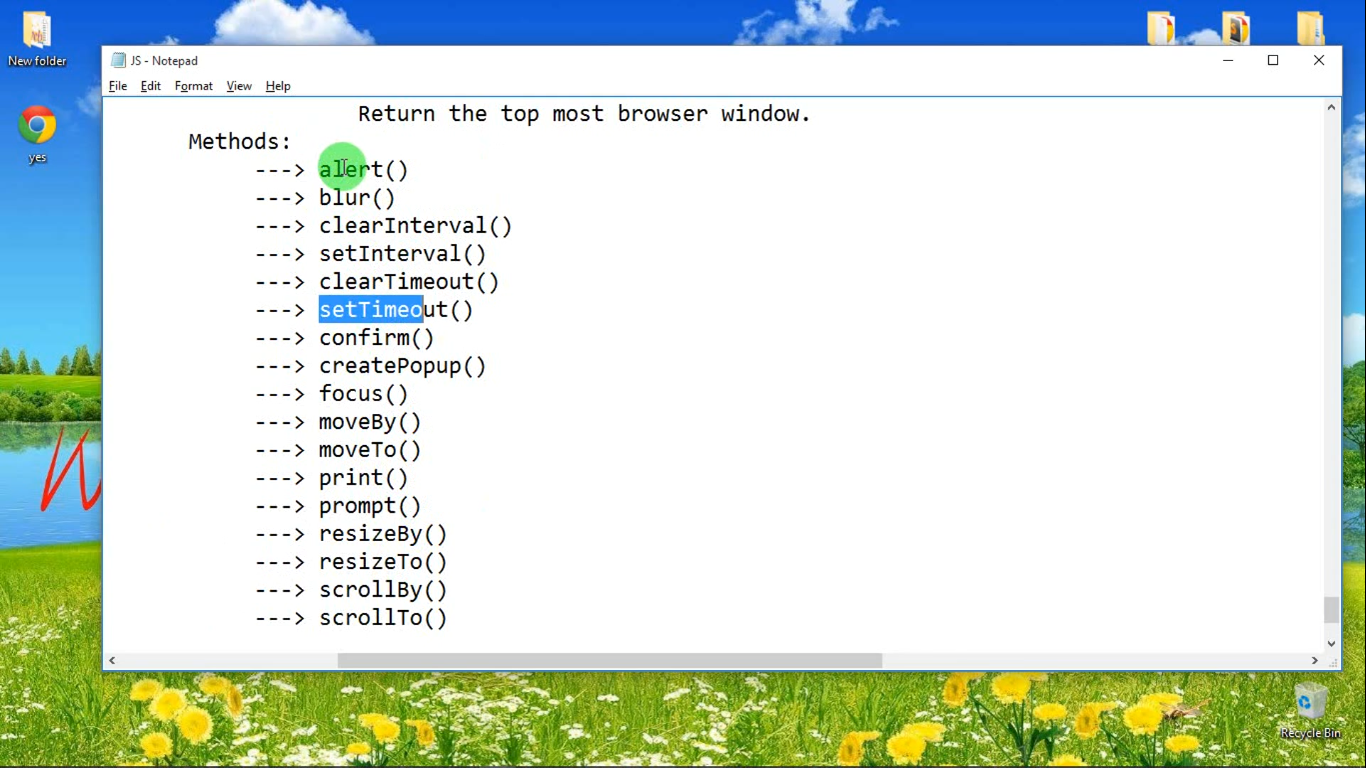 New folder
yes
JS - Notepad
File Edit Format View Help
Return the top most browser window.
Methods:
---> alert()
---> blur()
---> clearInterval()
---> setInterval()
---> clearTimeout()
---> setTimeout()
---> confirm()
---> createPopup()
---> focus()
---> moveBy()
---> moveTo()
---> print()
---> prompt()
---> resizeBy()
---> resizeTo()
---> scrollBy()
---> scrollTo()
Recycle Bin